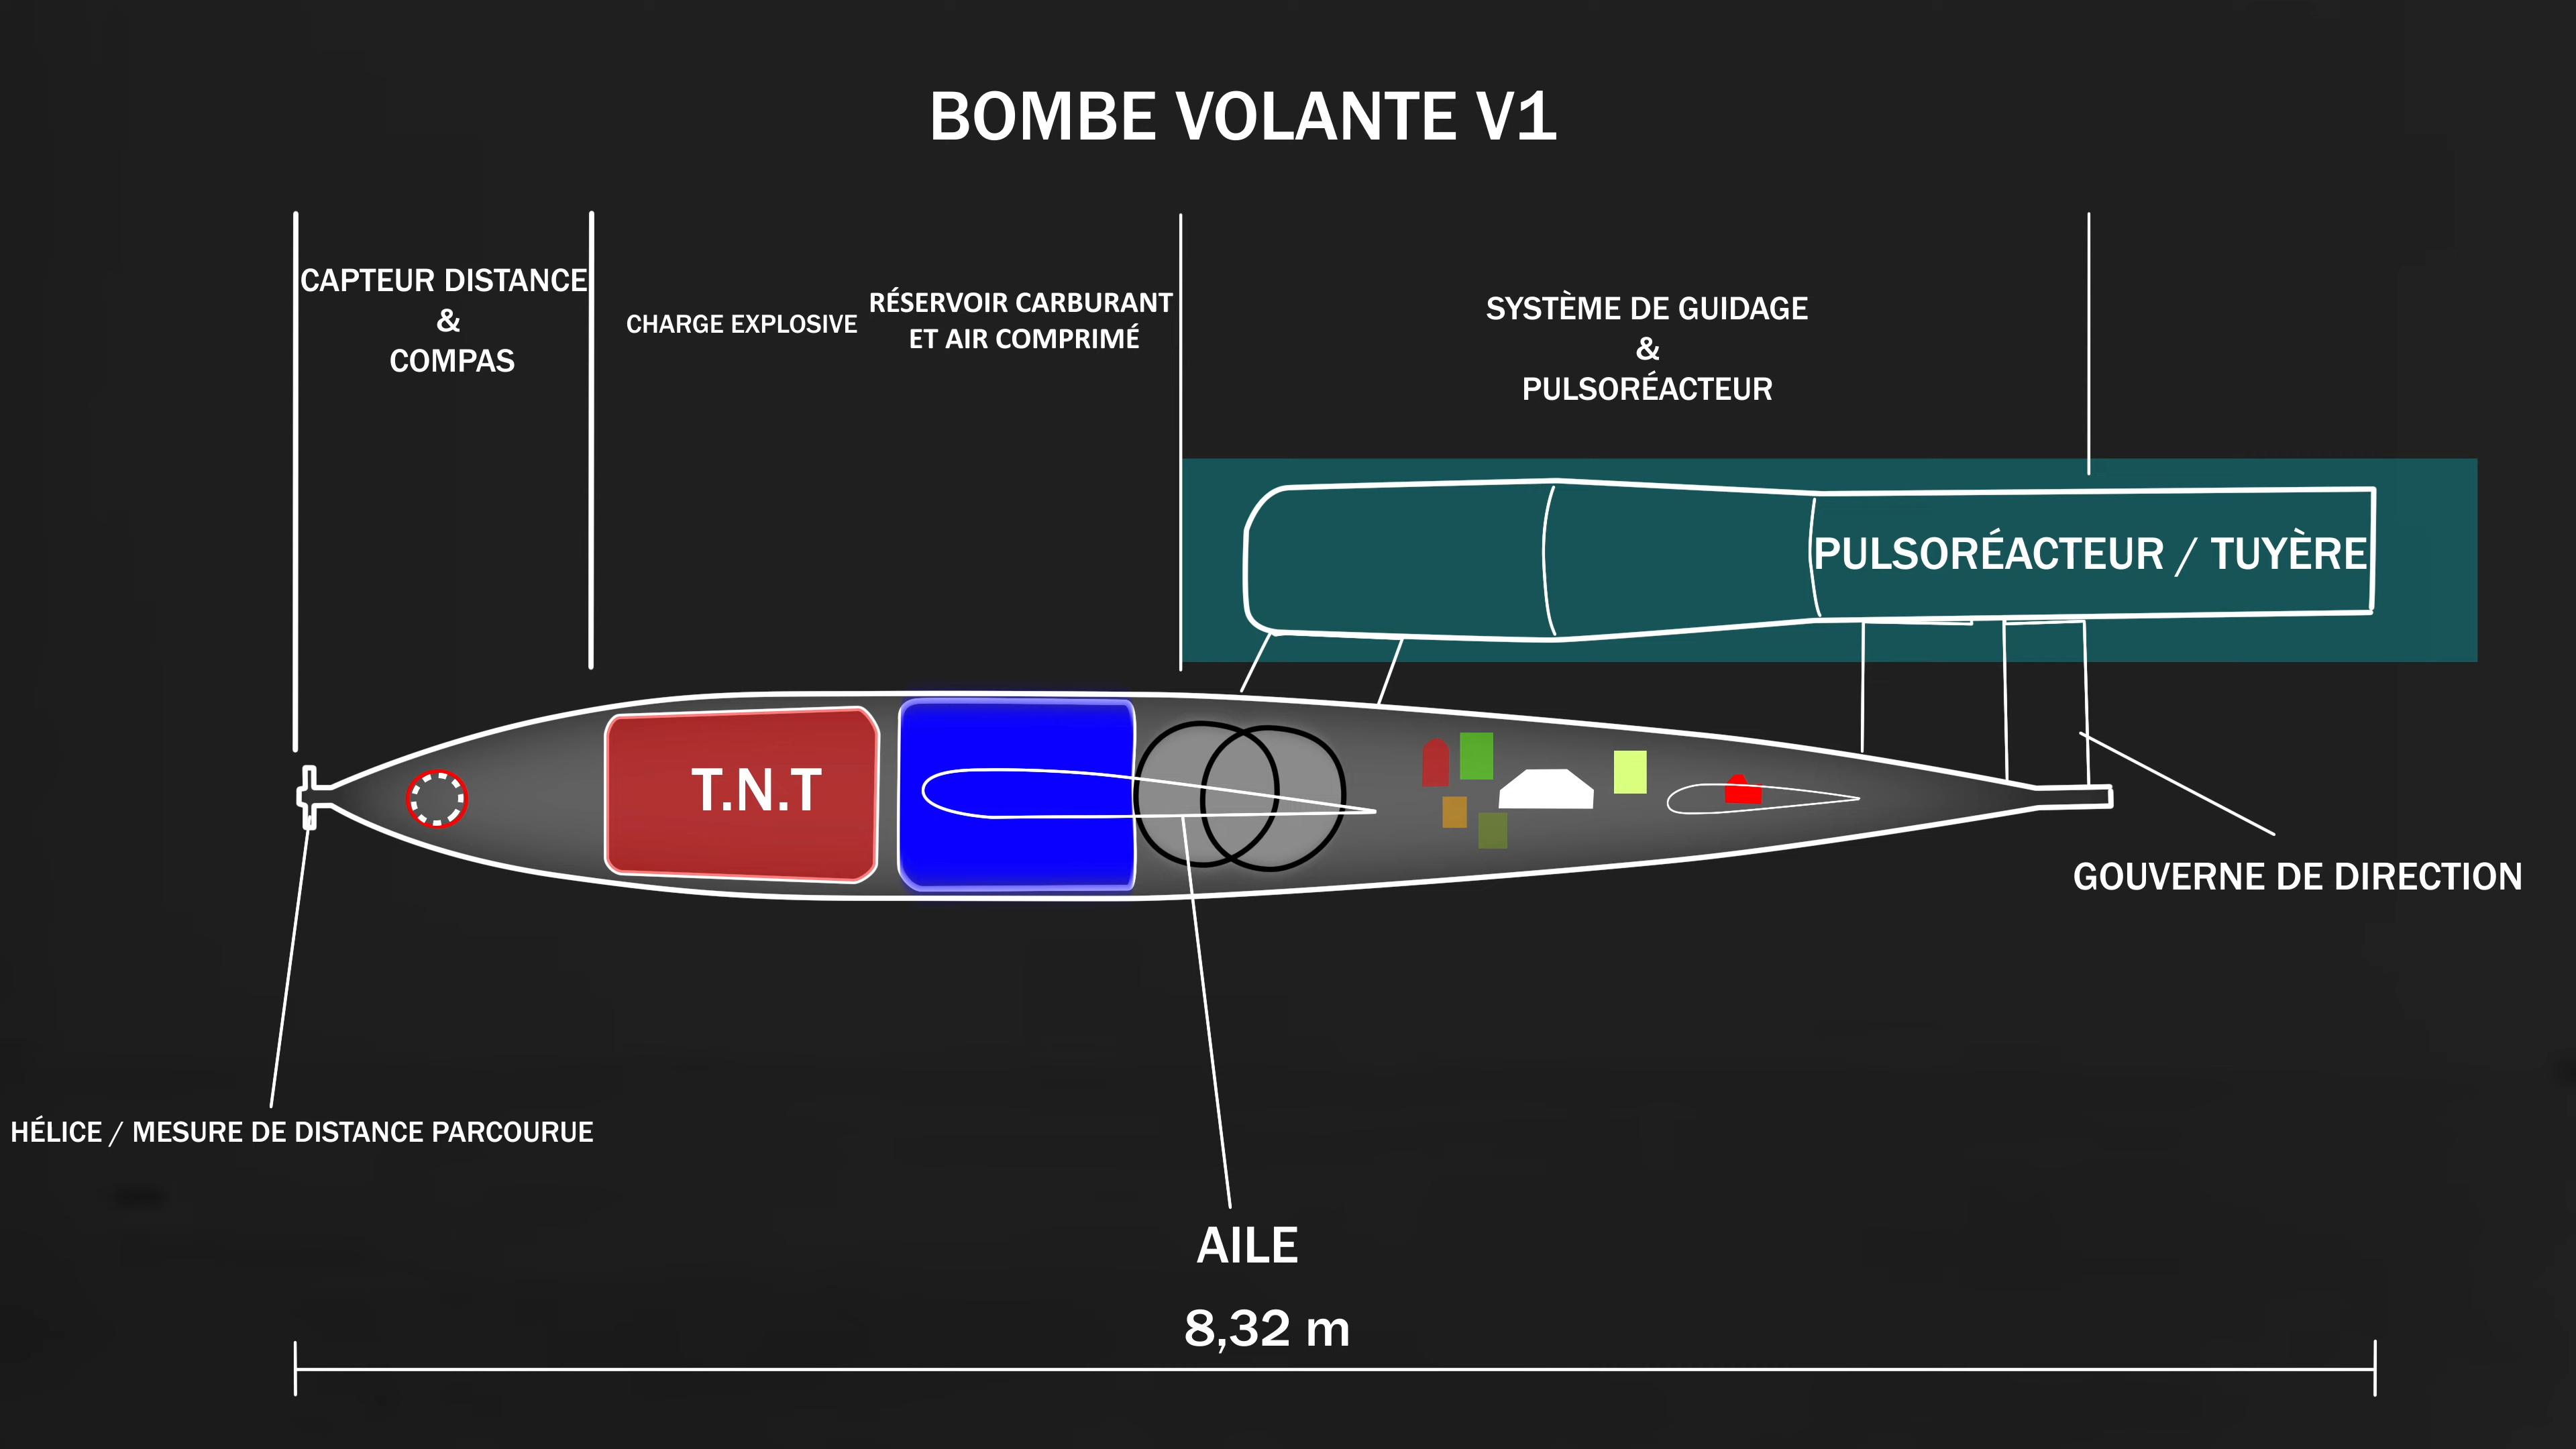 BOMBE VOLANTE V1
CAPTEUR DISTANCE
&
COMPAS
CHARGE EXPLOSIVE
RÉSERVOIR CARBURANT
ET AIR COMPRIMÉ
SYSTÈME DE GUIDAGE
&
PULSORÉACTEUR
PULSORÉACTEUR / TUYÈRE
T.N.T
GOUVERNE DE DIRECTION
HÉLICE / MESURE DE DISTANCE PARCOURUE
AILE
8,32 m